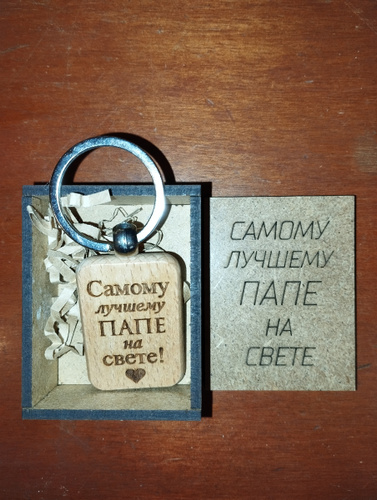 Самому
лучшему
ПАПЕ
на
свете!
САМОМУ
ЛУЧШЕМУ
ПАПЕ
НА
СВЕТЕ